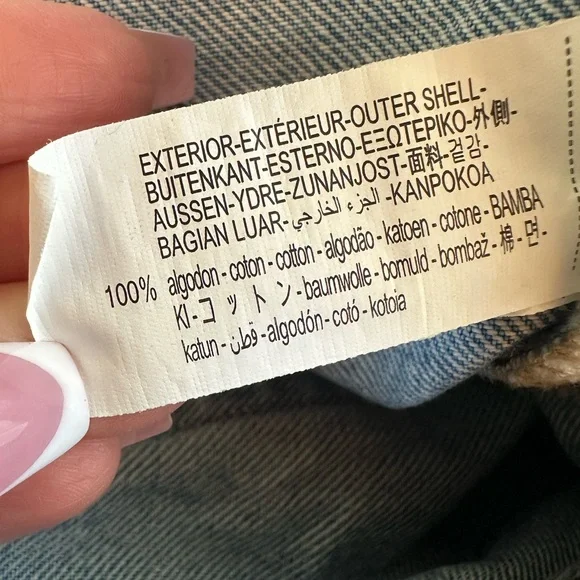 EXTERIOR-EXTÉRIEUR-OUTER SHELL-
BUITENKANT-ESTERNO-ΕΞΩΤΕΡΙΚΟ-外側-
AUSSEN-YDRE-ZUNANJOST-面料-겉감-
BAGIAN LUAR-الجزء الخارجي-KANPOKOA
100% algodon - coton - cotton - algodão - katoen - cotone - BAMBA
KI - コットン - baumwolle - bomuld - bombaž - 棉 - 면 -
katun - قطن - algodón - cotó - kotoia